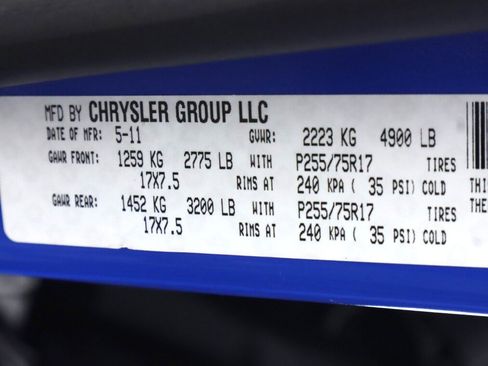 MFD BY CHRYSLER GROUP LLC
DATE OF MFR: 5-11 GVWR: 2223 KG 4900 LB
GAWR FRONT: 1259 KG 2775 LB WITH P255/75R17 TIRES
17X7.5 RIMS AT 240 KPA ( 35 PSI) COLD
GAWR REAR: 1452 KG 3200 LB WITH P255/75R17 TIRES
17X7.5 RIMS AT 240 KPA ( 35 PSI) COLD